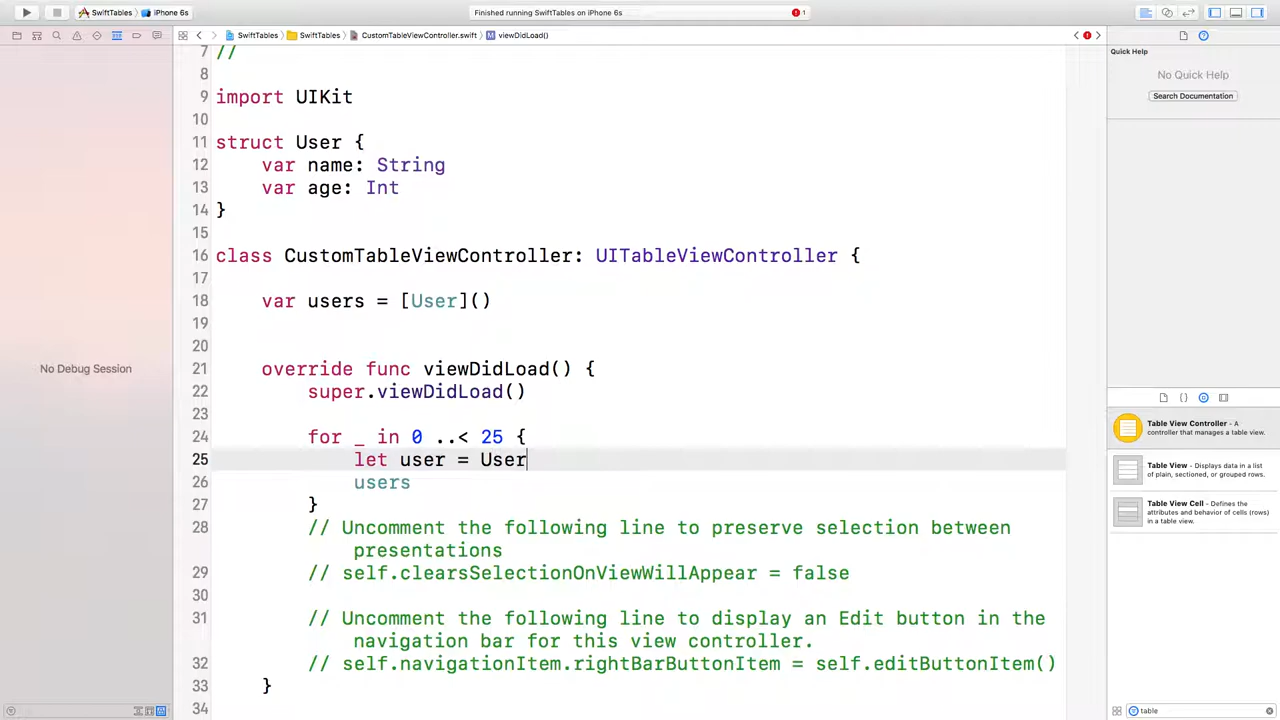 SwiftTables
iPhone 6s
Finished running SwiftTables on iPhone 6s
1
SwiftTables
SwiftTables
CustomTableViewController.swift
M
viewDidLoad()
Quick Help
No Quick Help
Search Documentation
7 //
8
9 import UIKit
10
11 struct User {
12 var name: String
13 var age: Int
14 }
15
16 class CustomTableViewController: UITableViewController {
17
18 var users = [User]()
19
20
21 override func viewDidLoad() {
22 super.viewDidLoad()
23
24 for _ in 0 ..< 25 {
25 let user = User
26 users
27 }
28 // Uncomment the following line to preserve selection between
presentations
29 // self.clearsSelectionOnViewWillAppear = false
30
31 // Uncomment the following line to display an Edit button in the
navigation bar for this view controller.
32 // self.navigationItem.rightBarButtonItem = self.editButtonItem()
33 }
34
No Debug Session
Table View Controller - A
controller that manages a table view.
Table View - Displays data in a list
of plain, sectioned, or grouped rows.
Table View Cell - Defines the
attributes and behavior of cells (rows)
in a table view.
table